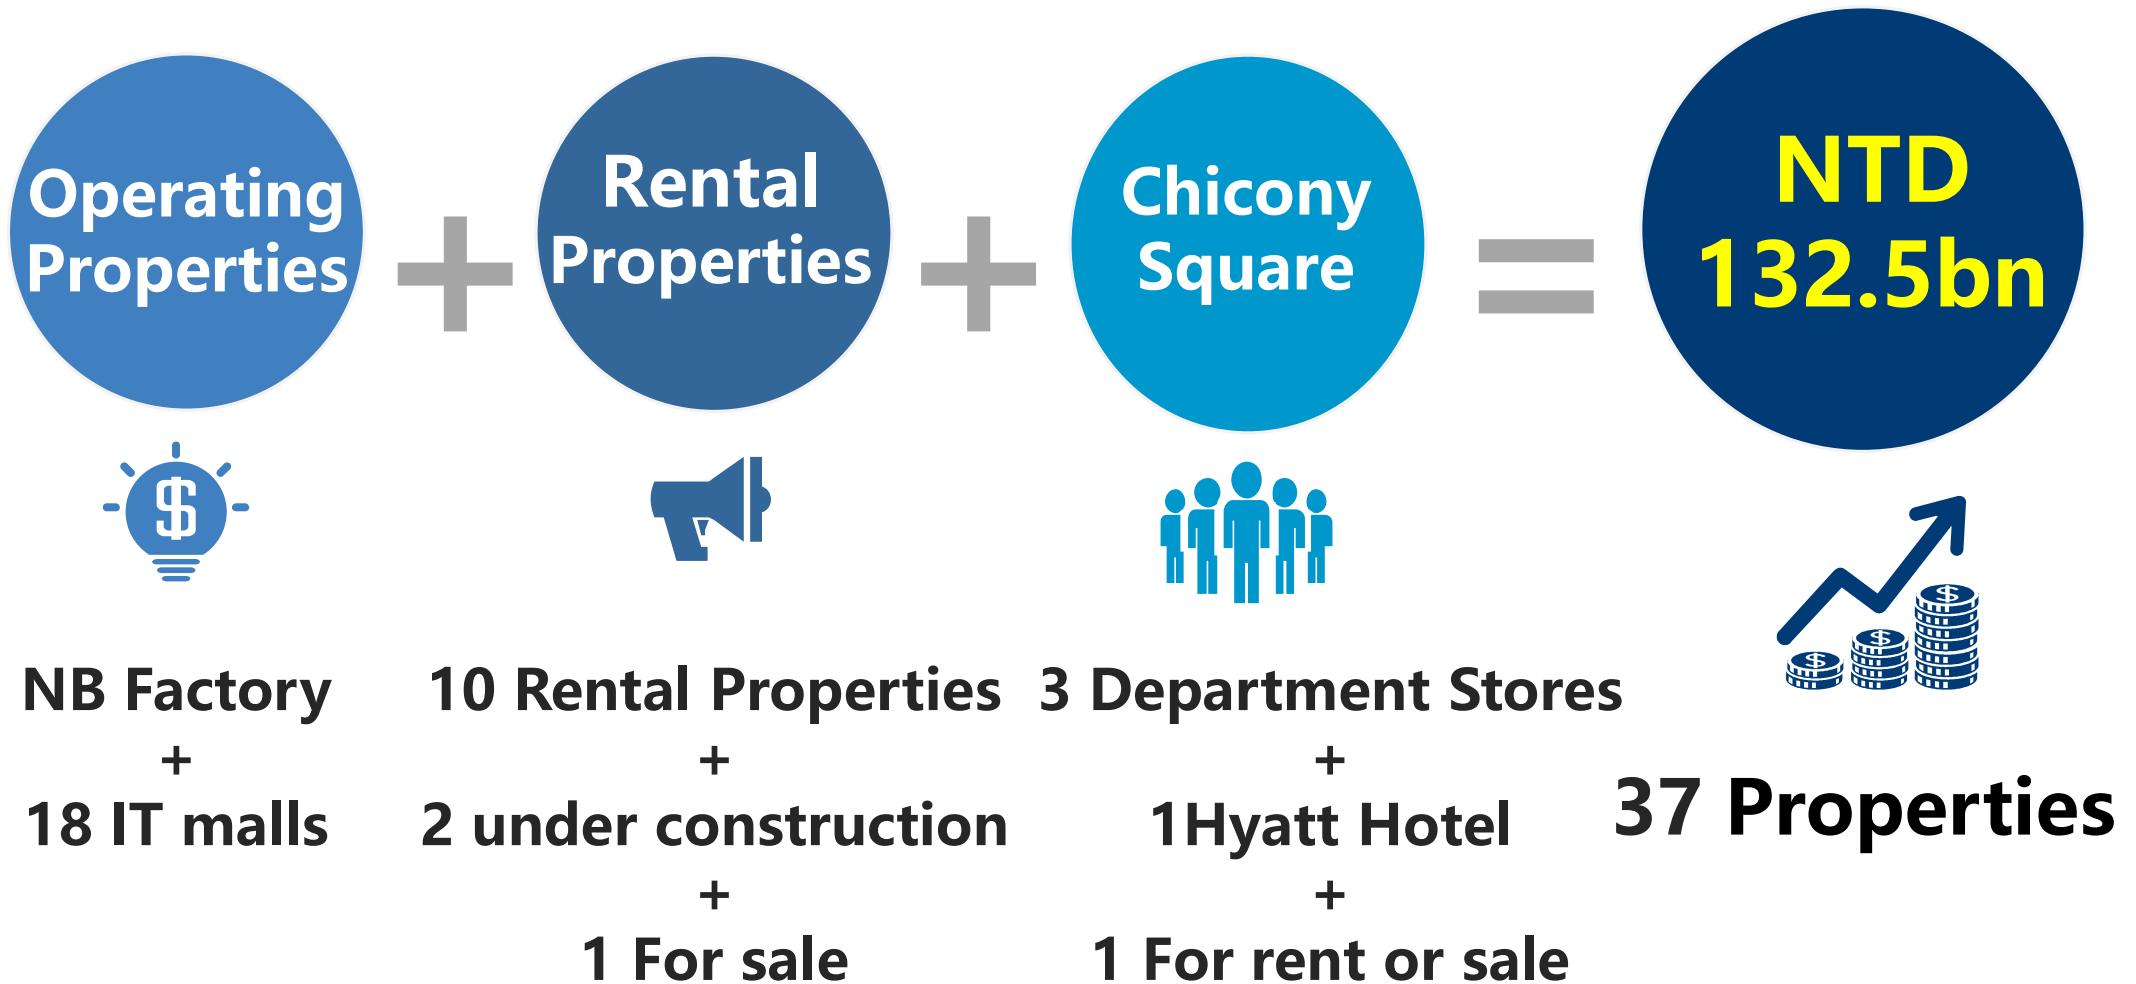 Operating
Properties
+
Rental
Properties
+
Chicony
Square
=
NTD
132.5bn
NB Factory
+
18 IT malls
10 Rental Properties
+
2 under construction
+
1 For sale
3 Department Stores
+
1Hyatt Hotel
+
1 For rent or sale
37 Properties